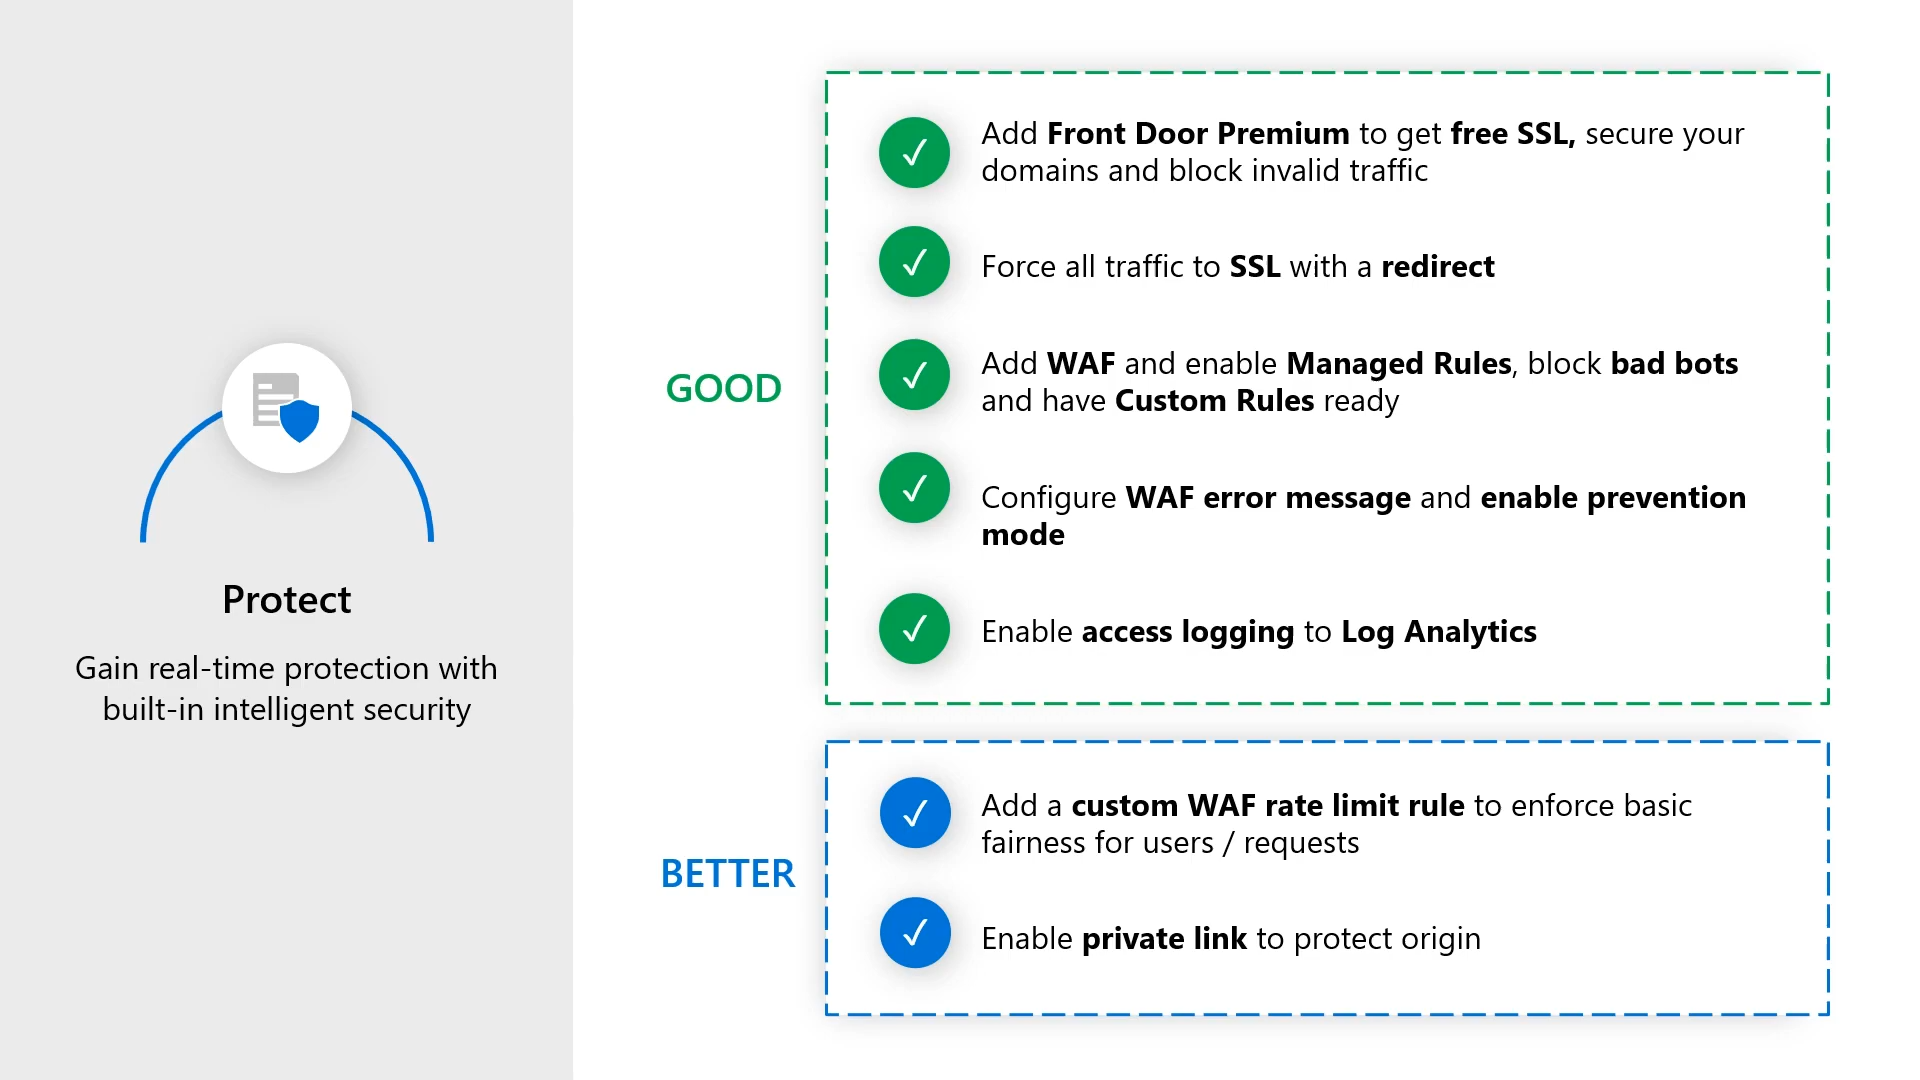 Protect
Gain real-time protection with
built-in intelligent security
GOOD
Add Front Door Premium to get free SSL, secure your
domains and block invalid traffic
Force all traffic to SSL with a redirect
Add WAF and enable Managed Rules, block bad bots
and have Custom Rules ready
Configure WAF error message and enable prevention
mode
Enable access logging to Log Analytics
BETTER
Add a custom WAF rate limit rule to enforce basic
fairness for users / requests
Enable private link to protect origin